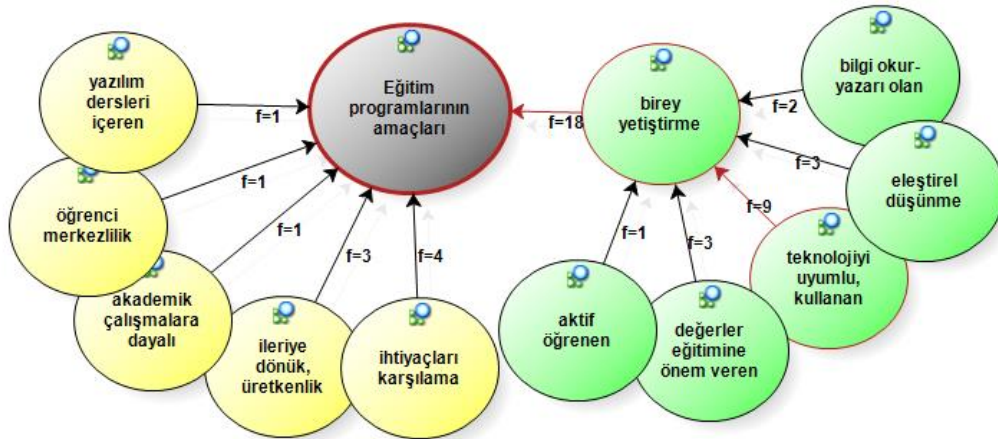 yazılım
dersleri
içeren
f=1
öğrenci
merkezlilik
f=1
akademik
çalışmalara
dayalı
f=1
ileriye
dönük,
üretkenlik
f=3
ihtiyaçları
karşılama
f=4
Eğitim
programlarının
amaçları
f=18
birey
yetiştirme
bilgi okur-
yazarı olan
f=2
eleştirel
düşünme
f=3
teknolojiyi
uyumlu,
kullanan
f=9
değerler
eğitimine
önem veren
f=3
aktif
öğrenen
f=1